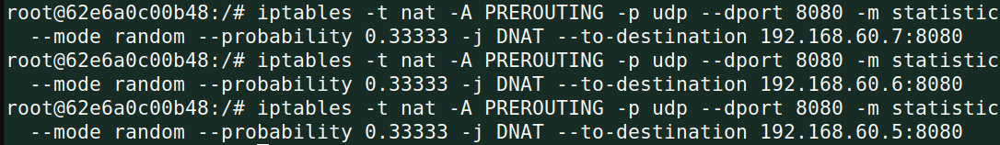 root@62e6a0c00b48:/# iptables -t nat -A PREROUTING -p udp --dport 8080 -m statistic
--mode random --probability 0.33333 -j DNAT --to-destination 192.168.60.7:8080
root@62e6a0c00b48:/# iptables -t nat -A PREROUTING -p udp --dport 8080 -m statistic
--mode random --probability 0.33333 -j DNAT --to-destination 192.168.60.6:8080
root@62e6a0c00b48:/# iptables -t nat -A PREROUTING -p udp --dport 8080 -m statistic
--mode random --probability 0.33333 -j DNAT --to-destination 192.168.60.5:8080